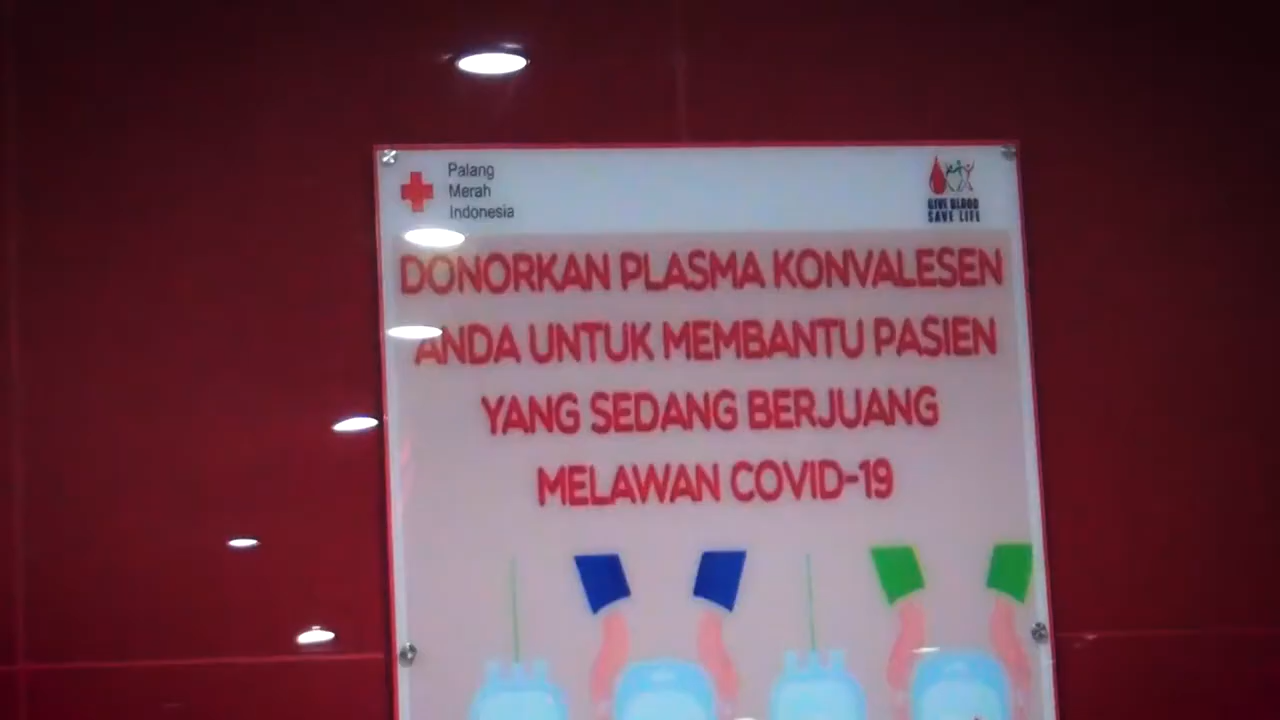 Palang
Merah
Indonesia
GIVE BLOOD
SAVE LIFE
DONORKAN PLASMA KONVALESEN
ANDA UNTUK MEMBANTU PASIEN
YANG SEDANG BERJUANG
MELAWAN COVID-19